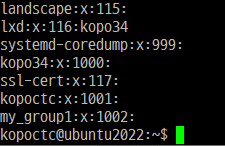 landscape:x:115:
lxd:x:116:kopo34
systemd-coredump:x:999:
kopo34:x:1000:
ssl-cert:x:117:
kopoctc:x:1001:
my_group1:x:1002:
kopoctc@ubuntu2022:~$